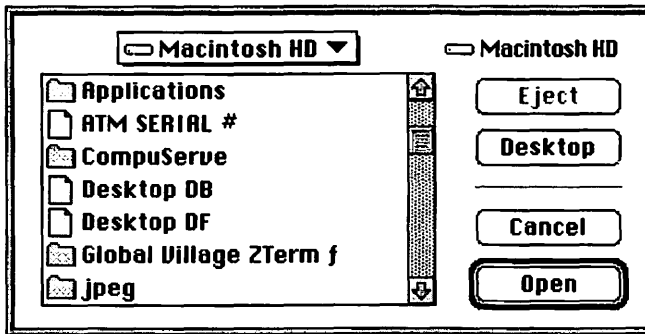 Macintosh HD
Macintosh HD
Applications
ATM SERIAL #
CompuServe
Desktop DB
Desktop DF
Global Village ZTerm ƒ
jpeg
Eject
Desktop
Cancel
Open